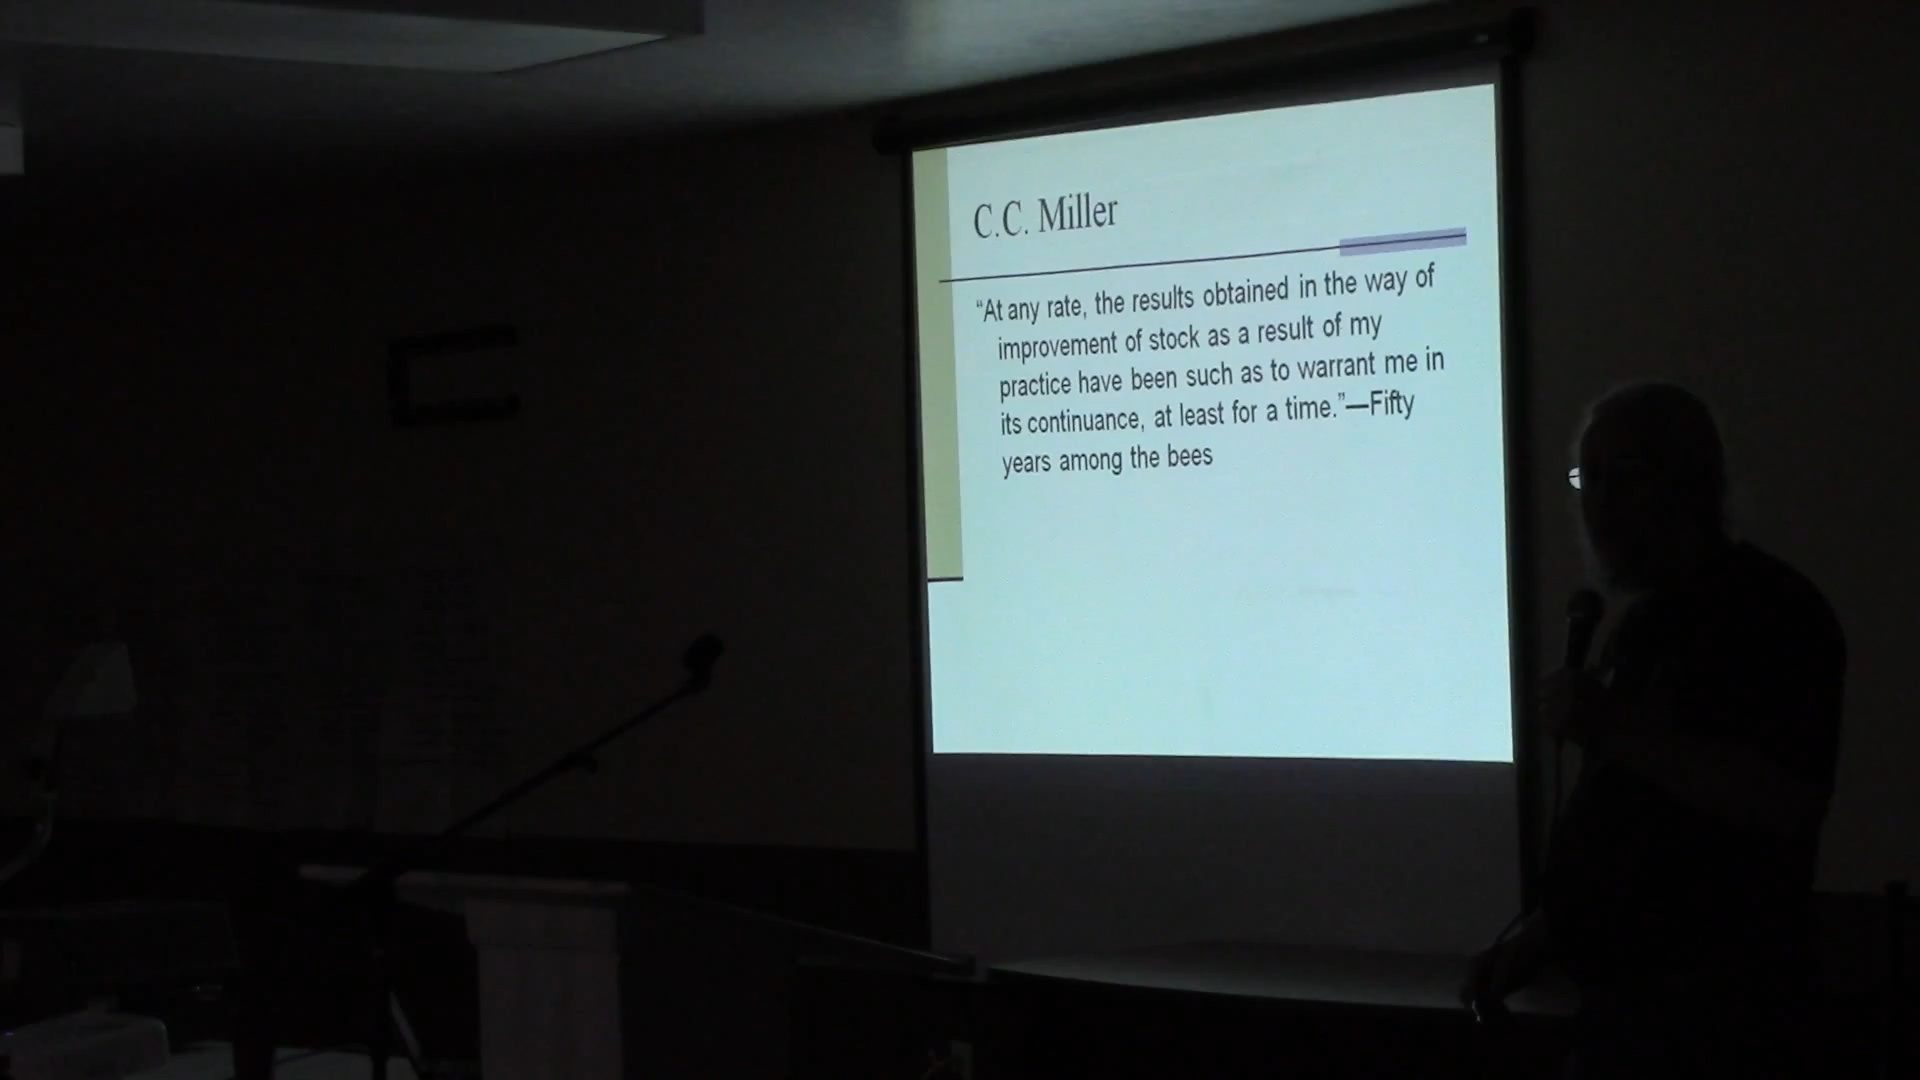 C.C. Miller
“At any rate, the results obtained in the way of
improvement of stock as a result of my
practice have been such as to warrant me in
its continuance, at least for a time.”—Fifty
years among the bees